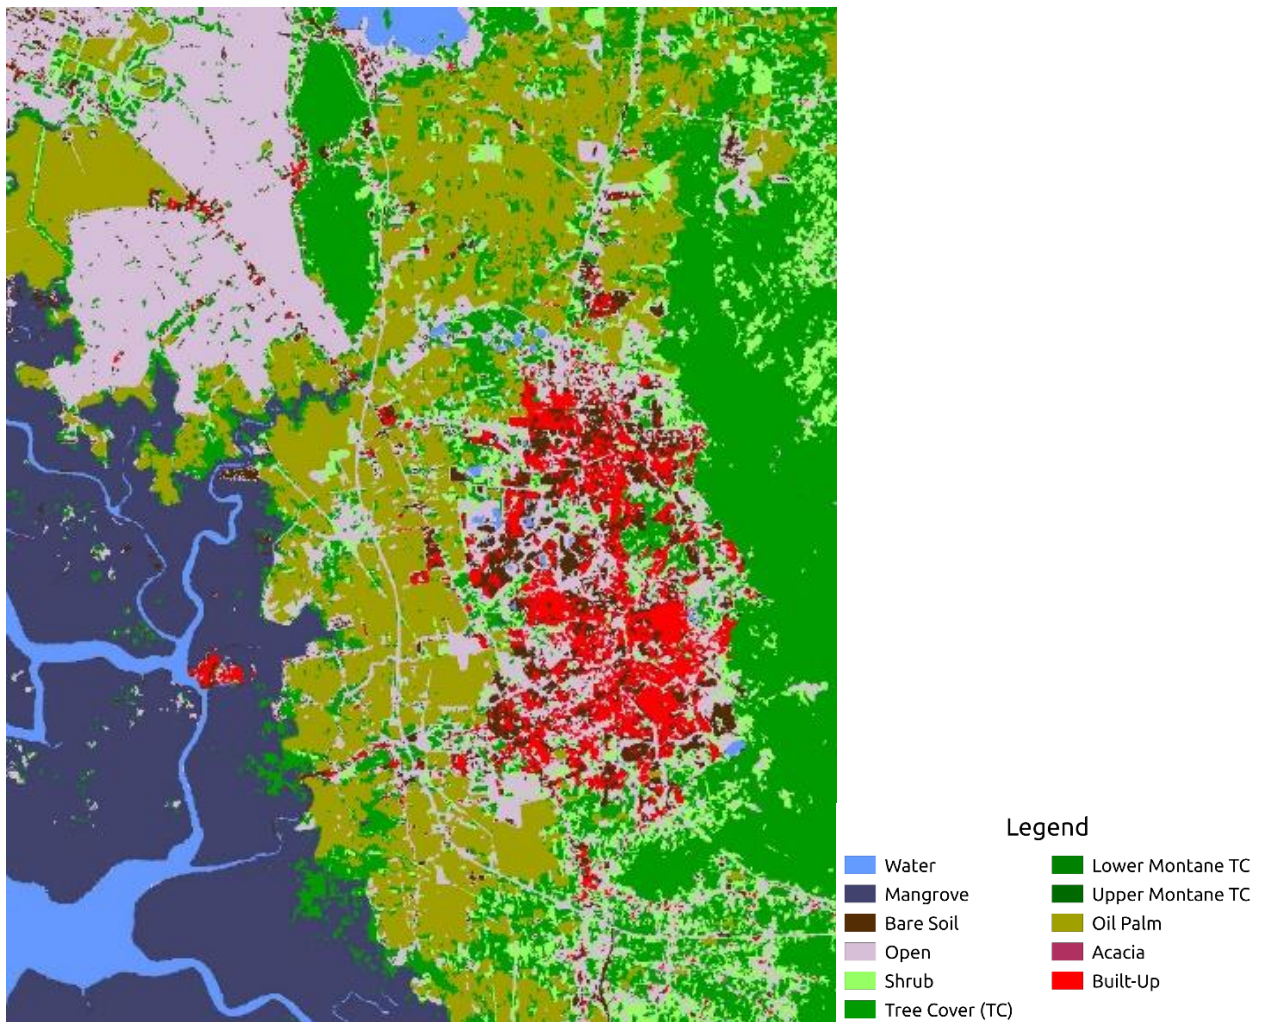 Legend
Water
Mangrove
Bare Soil
Open
Shrub
Tree Cover (TC)
Lower Montane TC
Upper Montane TC
Oil Palm
Acacia
Built-Up